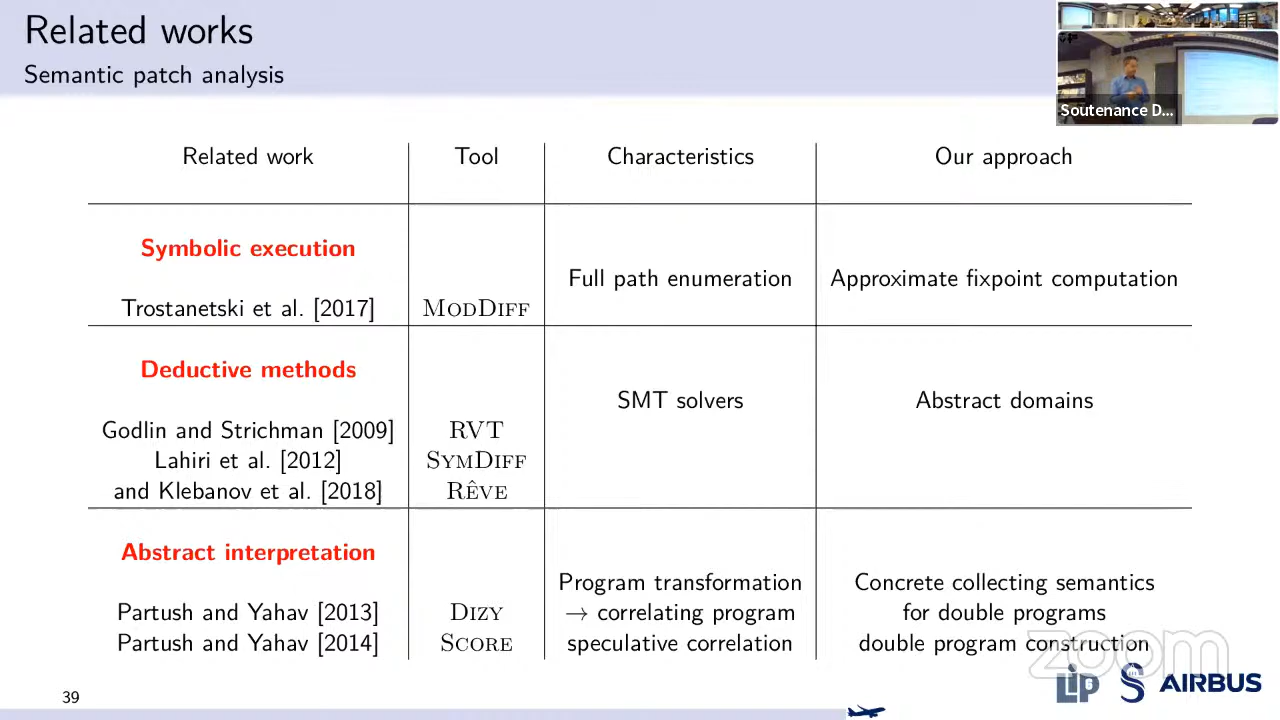 Related works
Semantic patch analysis
Soutenance D...
Related work Tool Characteristics Our approach
Symbolic execution
Full path enumeration Approximate fixpoint computation
Trostanetski et al. [2017] MODDIFF
Deductive methods
SMT solvers Abstract domains
Godlin and Strichman [2009] RVT
Lahiri et al. [2012] SYMDIFF
and Klebanov et al. [2018] RÊVE
Abstract interpretation
Program transformation Concrete collecting semantics
Partush and Yahav [2013] DIZY → correlating program for double programs
Partush and Yahav [2014] SCORE speculative correlation double program construction
zoom
LIP6 AIRBUS
39